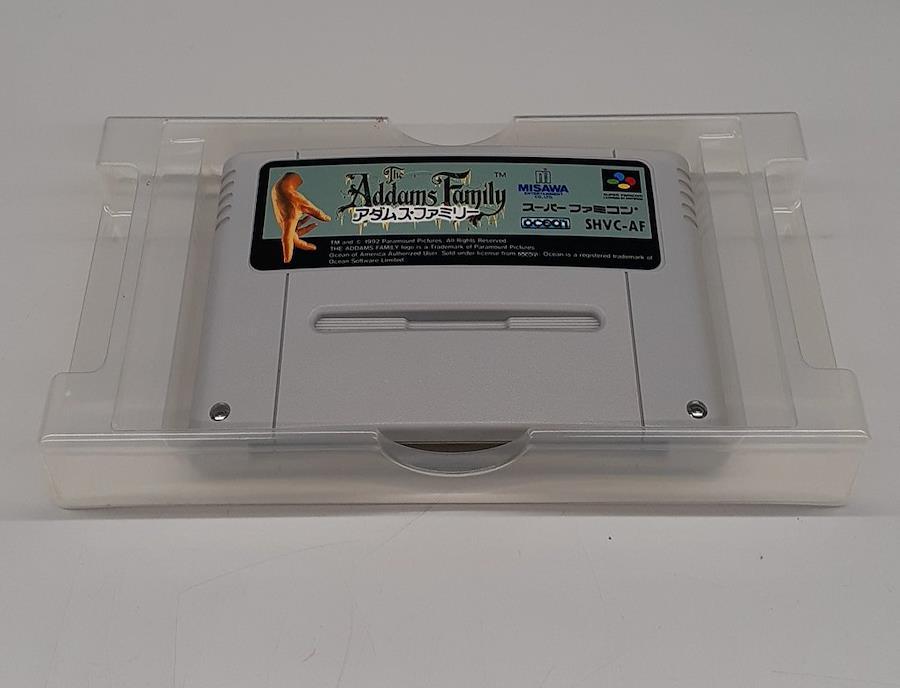 The
Addams Family™
アダムス・ファミリー
MISAWA
ENTERTAINMENT
CO., LTD.
スーパーファミコン®
ocean SHVC-AF
TM and © 1992 Paramount Pictures. All Rights Reserved
THE ADDAMS FAMILY logo is a Trademark of Paramount Pictures
Ocean of America Authorized User. Sold under license from ocean. Ocean is a registered trademark of
Ocean Software Limited.